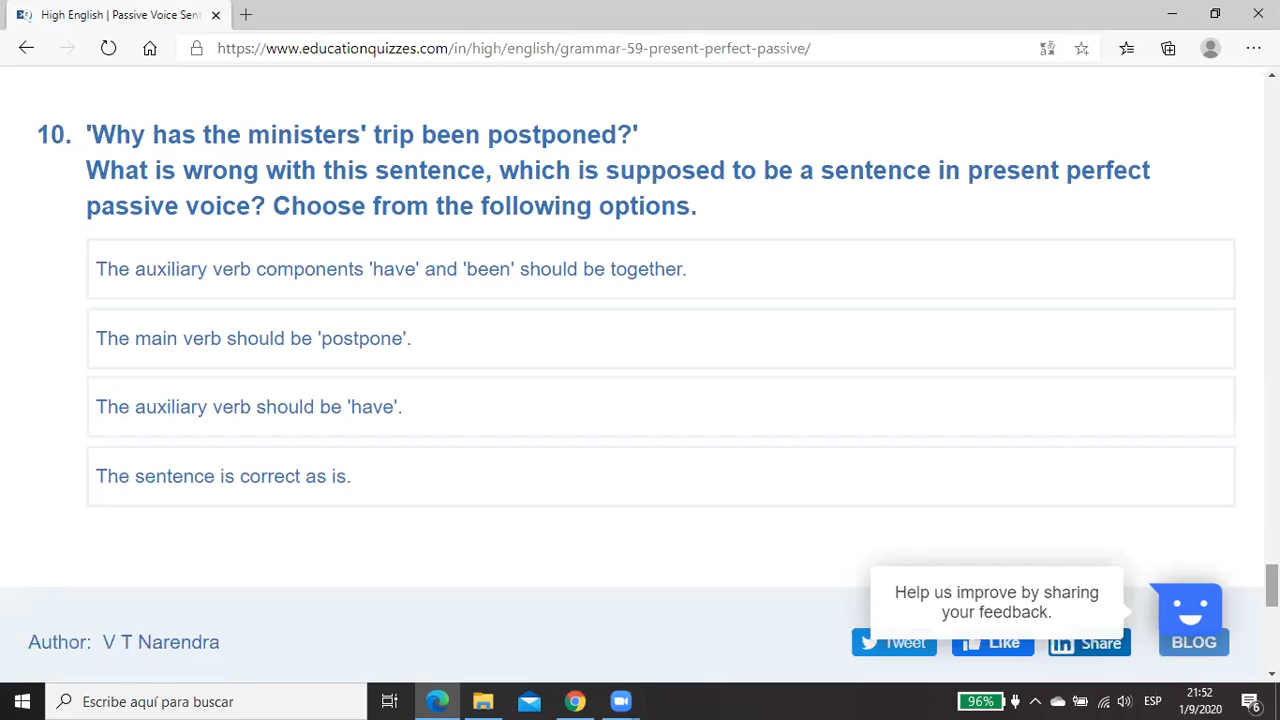 High English | Passive Voice Sent
https://www.educationquizzes.com/in/high/english/grammar-59-present-perfect-passive/
10. 'Why has the ministers' trip been postponed?'
What is wrong with this sentence, which is supposed to be a sentence in present perfect
passive voice? Choose from the following options.
The auxiliary verb components 'have' and 'been' should be together.
The main verb should be 'postpone'.
The auxiliary verb should be 'have'.
The sentence is correct as is.
Help us improve by sharing
your feedback.
Author: V T Narendra
Tweet
Like
Share
BLOG
Escribe aquí para buscar
96%
ESP
21:52
1/9/2020
6